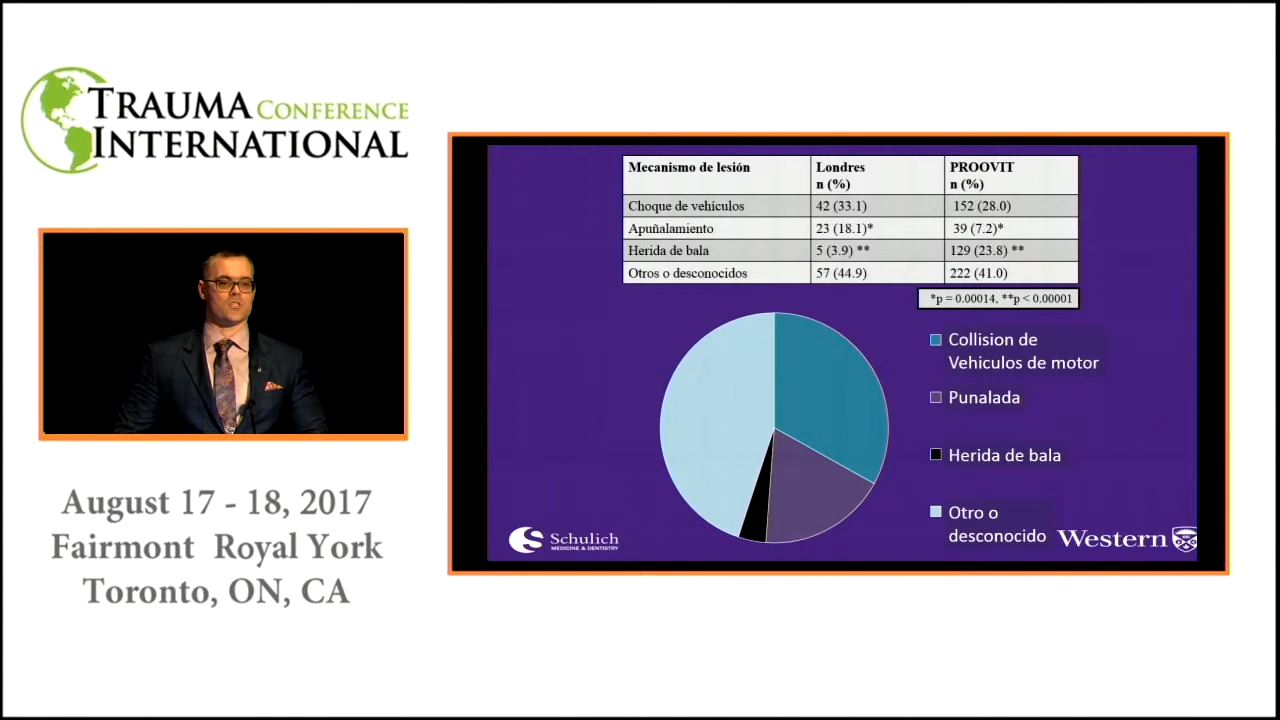 TRAUMA CONFERENCE
INTERNATIONAL
August 17 - 18, 2017
Fairmont Royal York
Toronto, ON, CA
Mecanismo de lesión Londres n (%) PROOVIT n (%)
Choque de vehículos 42 (33.1) 152 (28.0)
Apuñalamiento 23 (18.1)* 39 (7.2)*
Herida de bala 5 (3.9) ** 129 (23.8) **
Otros o desconocidos 57 (44.9) 222 (41.0)
*p = 0.00014, **p < 0.00001
Collision de
Vehiculos de motor
Punalada
Herida de bala
Otro o
desconocido
Schulich
MEDICINE & DENTISTRY
Western